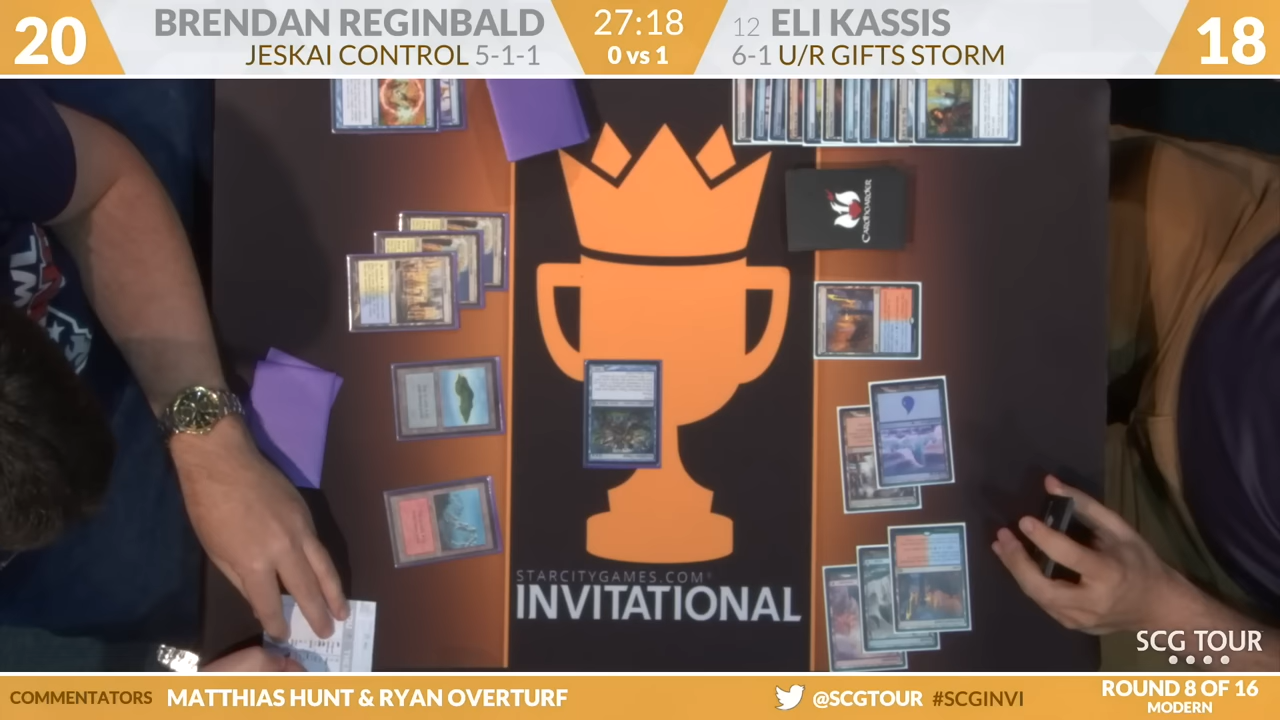 20
BRENDAN REGINBALD
JESKAI CONTROL 5-1-1
27:18
0 vs 1
12 ELI KASSIS
6-1 U/R GIFTS STORM
18
CARDHOARDER
STARCITYGAMES.COM®
INVITATIONAL
SCG TOUR
COMMENTATORS MATTHIAS HUNT & RYAN OVERTURF
@SCGTOUR #SCGINVI
ROUND 8 OF 16
MODERN